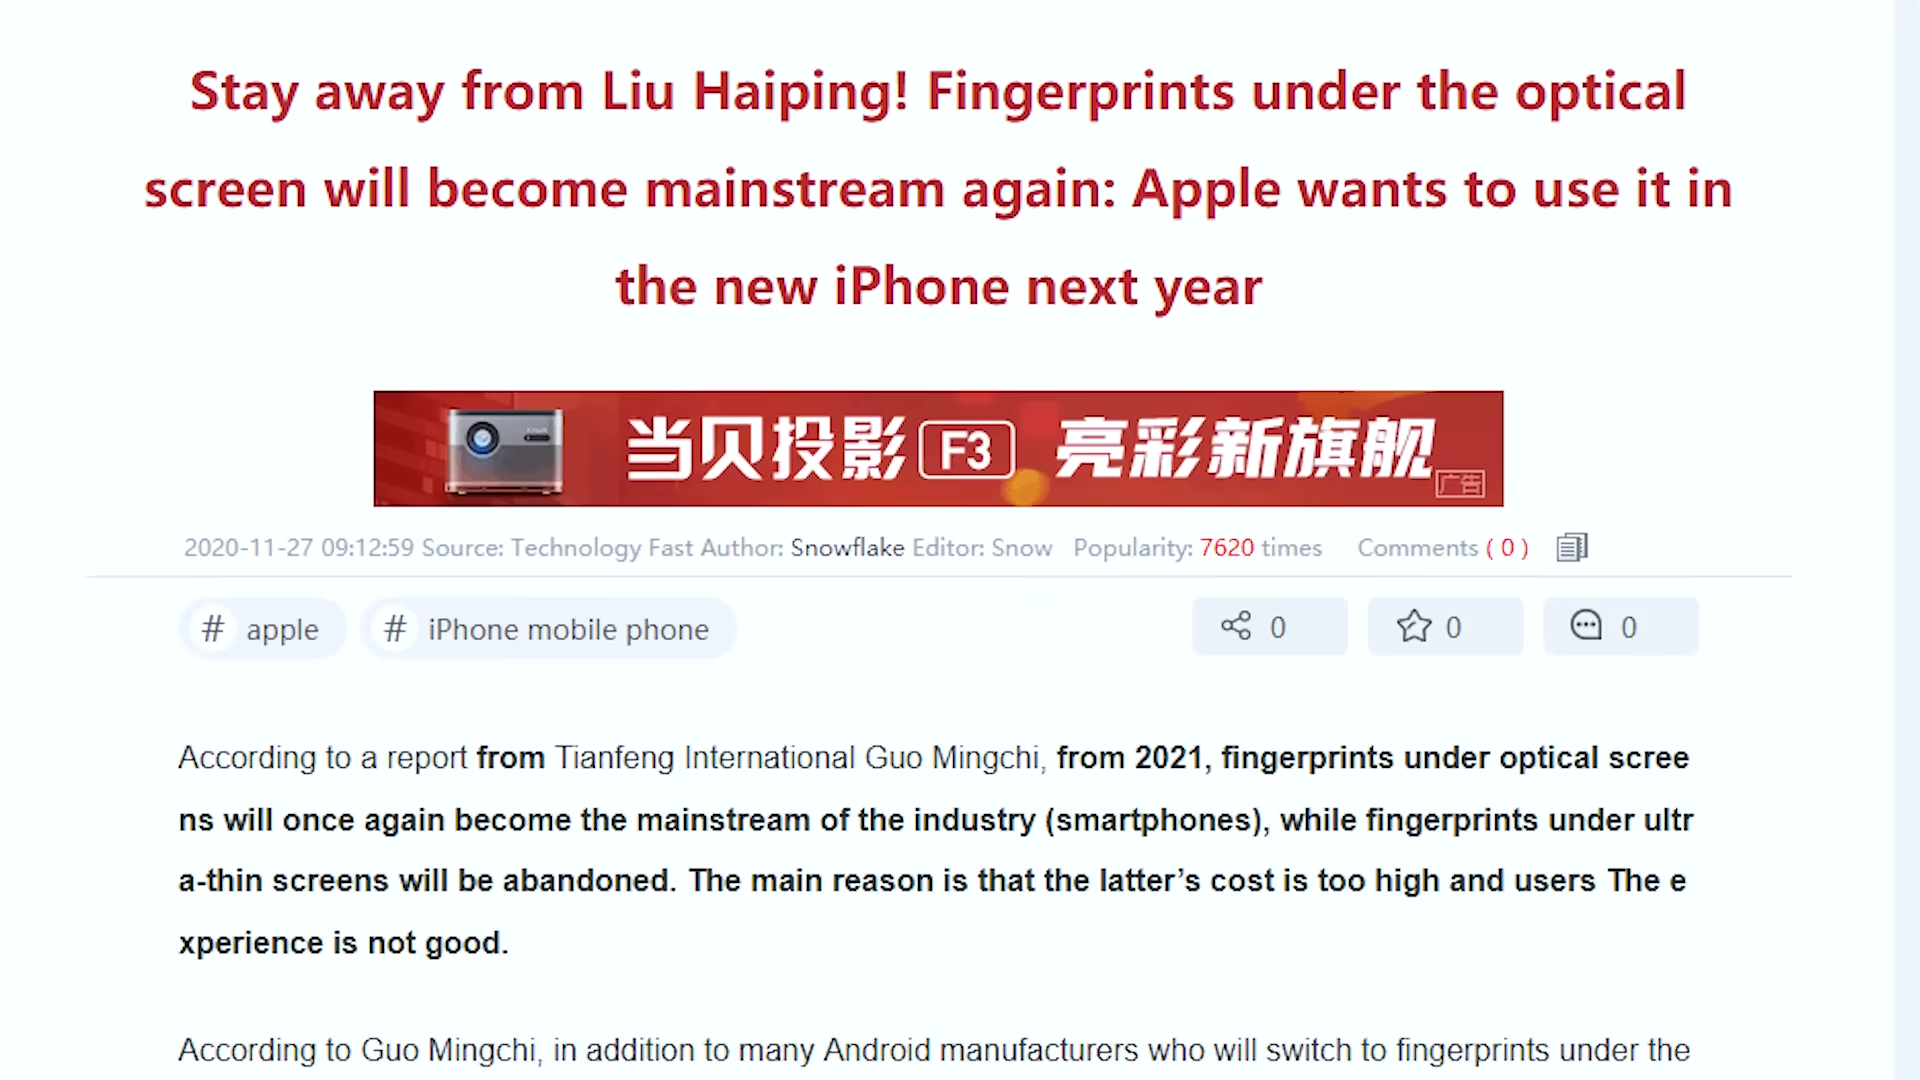 Stay away from Liu Haiping! Fingerprints under the optical
screen will become mainstream again: Apple wants to use it in
the new iPhone next year
当贝投影 F3 亮彩新旗舰
广告
2020-11-27 09:12:59 Source: Technology Fast Author: Snowflake Editor: Snow Popularity: 7620 times Comments ( 0 )
# apple # iPhone mobile phone 0 0 0
According to a report from Tianfeng International Guo Mingchi, from 2021, fingerprints under optical scree
ns will once again become the mainstream of the industry (smartphones), while fingerprints under ultr
a-thin screens will be abandoned. The main reason is that the latter’s cost is too high and users The e
xperience is not good.
According to Guo Mingchi, in addition to many Android manufacturers who will switch to fingerprints under the